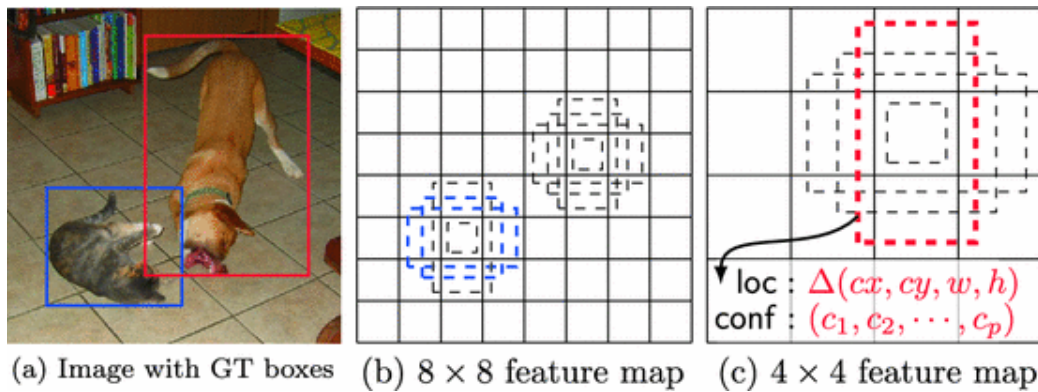 loc : Δ(cx, cy, w, h)
conf : (c₁, c₂, ⋯, cₚ)
(a) Image with GT boxes
(b) 8 × 8 feature map
(c) 4 × 4 feature map